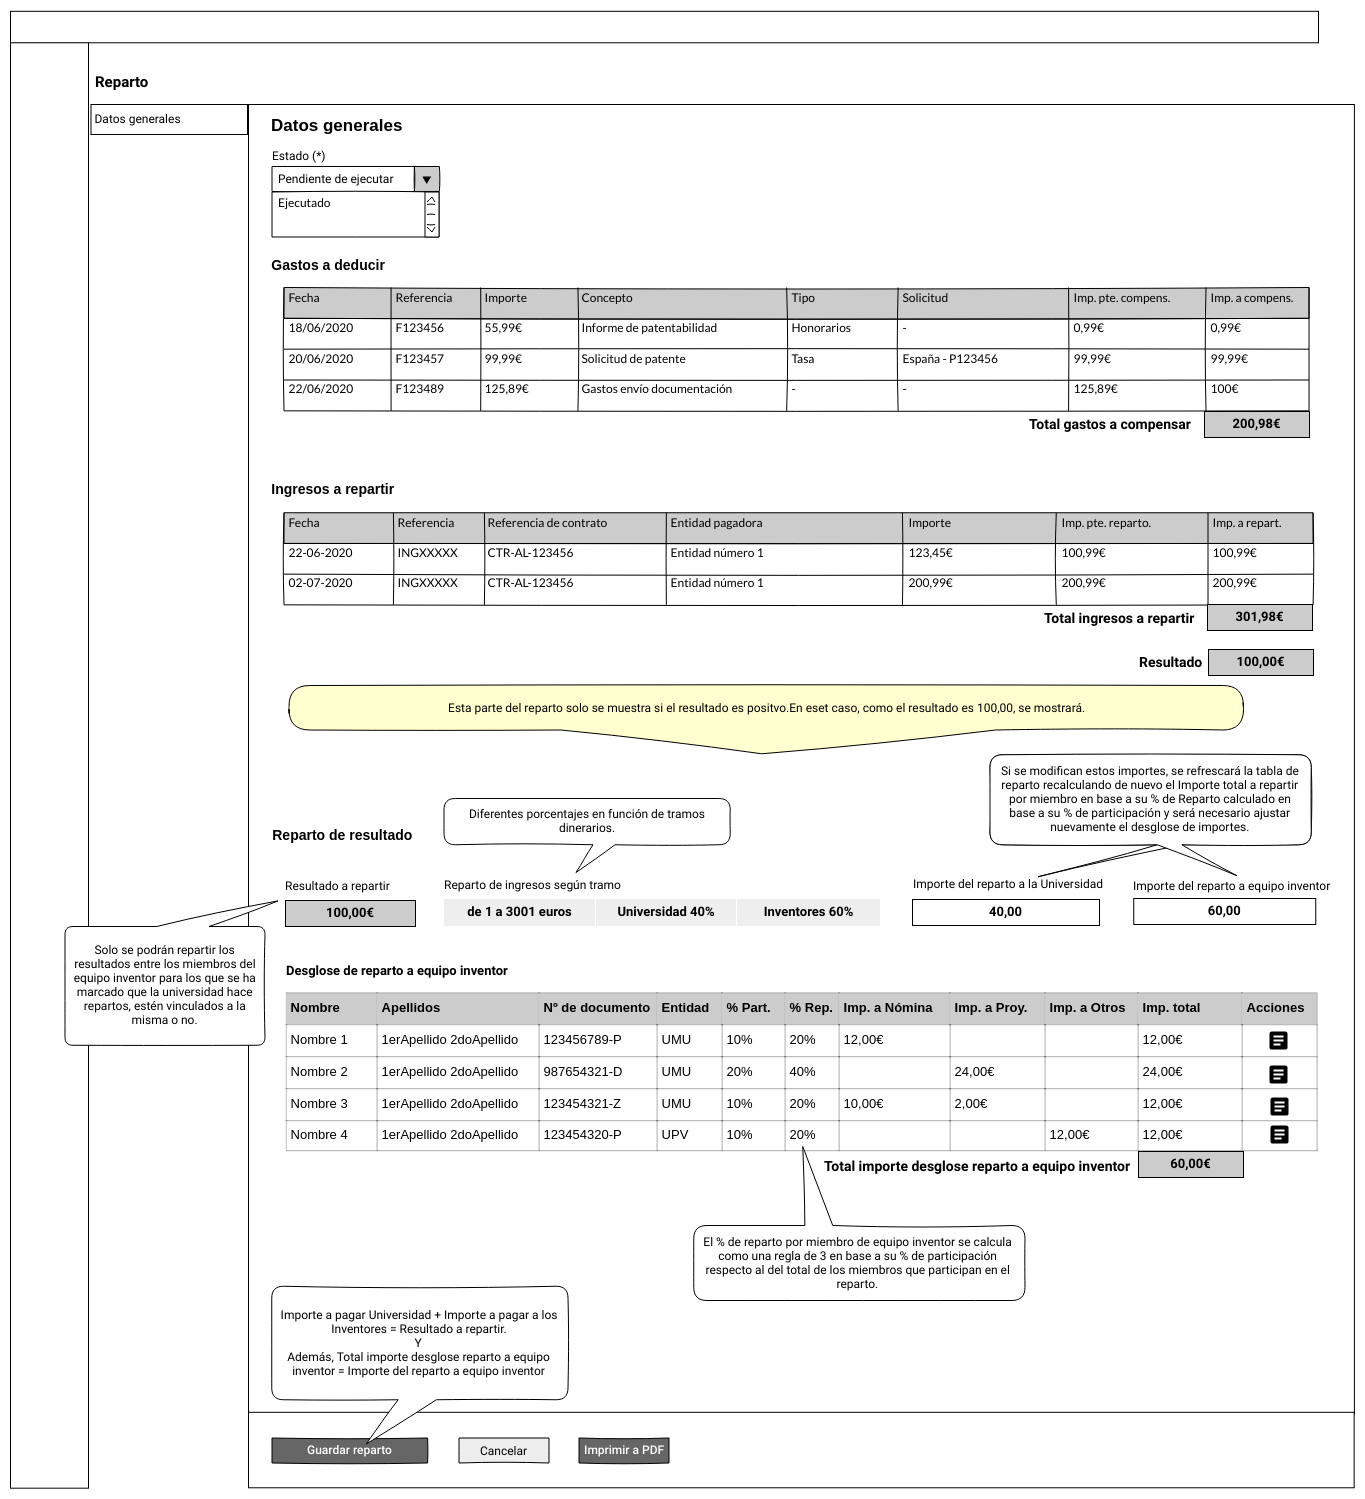 Reparto
Datos generales
Datos generales
Estado (*)
Pendiente de ejecutar
Ejecutado
Gastos a deducir
Fecha Referencia Importe Concepto Tipo Solicitud Imp. pte. compens. Imp. a compens.
18/06/2020 F123456 55,99€ Informe de patentabilidad Honorarios - 0,99€ 0,99€
20/06/2020 F123457 99,99€ Solicitud de patente Tasa España - P123456 99,99€ 99,99€
22/06/2020 F123489 125,89€ Gastos envío documentación - - 125,89€ 100€
Total gastos a compensar 200,98€
Ingresos a repartir
Fecha Referencia Referencia de contrato Entidad pagadora Importe Imp. pte. reparto. Imp. a repart.
22-06-2020 INGXXXXX CTR-AL-123456 Entidad número 1 123,45€ 100,99€ 100,99€
02-07-2020 INGXXXXX CTR-AL-123456 Entidad número 1 200,99€ 200,99€ 200,99€
Total ingresos a repartir 301,98€
Resultado 100,00€
Esta parte del reparto solo se muestra si el resultado es positvo.En eset caso, como el resultado es 100,00, se mostrará.
Si se modifican estos importes, se refrescará la tabla de
reparto recalculando de nuevo el Importe total a repartir
por miembro en base a su % de Reparto calculado en
base a su % de participación y será necesario ajustar
nuevamente el desglose de importes.
Diferentes porcentajes en función de tramos
dinerarios.
Reparto de resultado
Resultado a repartir Reparto de ingresos según tramo Importe del reparto a la Universidad Importe del reparto a equipo inventor
100,00€ de 1 a 3001 euros Universidad 40% Inventores 60% 40,00 60,00
Solo se podrán repartir los
resultados entre los miembros del
equipo inventor para los que se ha
marcado que la universidad hace
repartos, estén vinculados a la
misma o no.
Desglose de reparto a equipo inventor
Nombre Apellidos Nº de documento Entidad % Part. % Rep. Imp. a Nómina Imp. a Proy. Imp. a Otros Imp. total Acciones
Nombre 1 1erApellido 2doApellido 123456789-P UMU 10% 20% 12,00€ 12,00€
Nombre 2 1erApellido 2doApellido 987654321-D UMU 20% 40% 24,00€ 24,00€
Nombre 3 1erApellido 2doApellido 123454321-Z UMU 10% 20% 10,00€ 2,00€ 12,00€
Nombre 4 1erApellido 2doApellido 123454320-P UPV 10% 20% 12,00€ 12,00€
Total importe desglose reparto a equipo inventor 60,00€
El % de reparto por miembro de equipo inventor se calcula
como una regla de 3 en base a su % de participación
respecto al del total de los miembros que participan en el
reparto.
Importe a pagar Universidad + Importe a pagar a los
Inventores = Resultado a repartir.
Y
Además, Total importe desglose reparto a equipo
inventor = Importe del reparto a equipo inventor
Guardar reparto Cancelar Imprimir a PDF